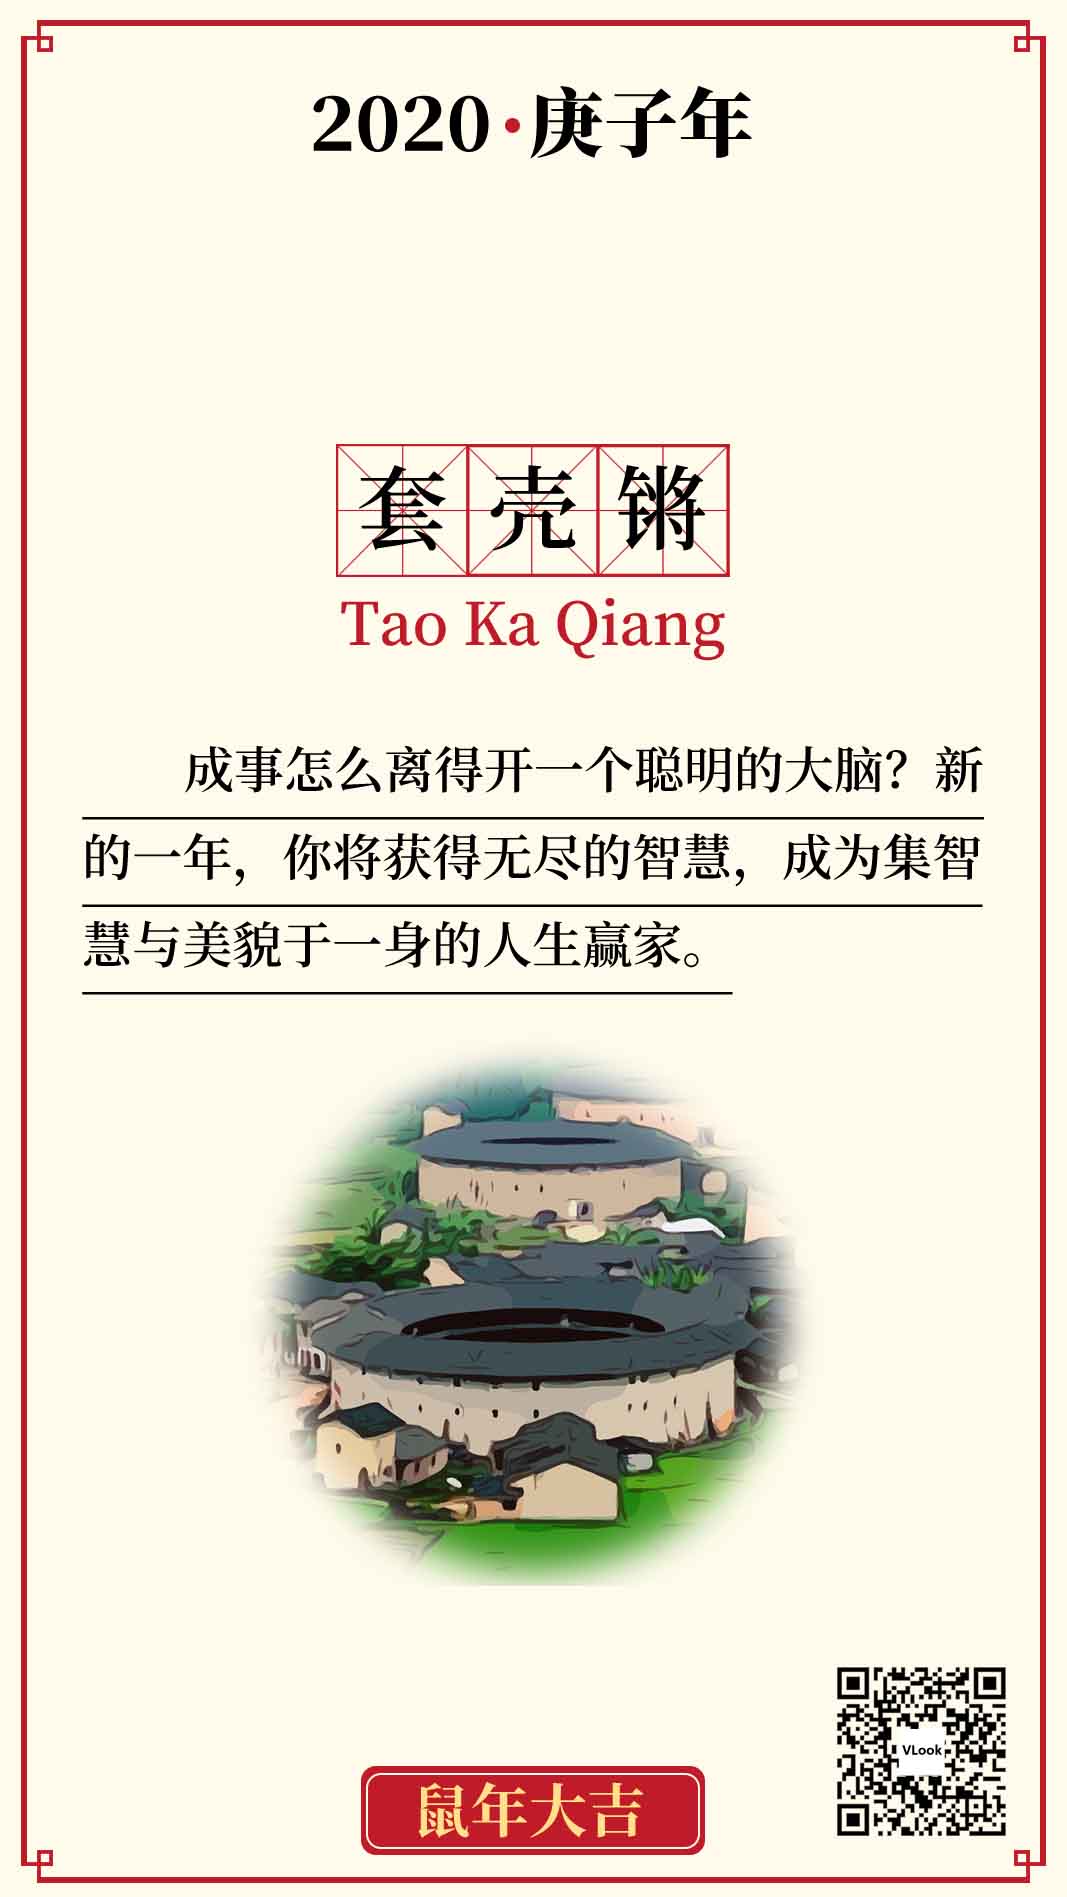 2020·庚子年
套壳锵
Tao Ka Qiang
成事怎么离得开一个聪明的大脑？新
的一年，你将获得无尽的智慧，成为集智
慧与美貌于一身的人生赢家。
VLook
鼠年大吉